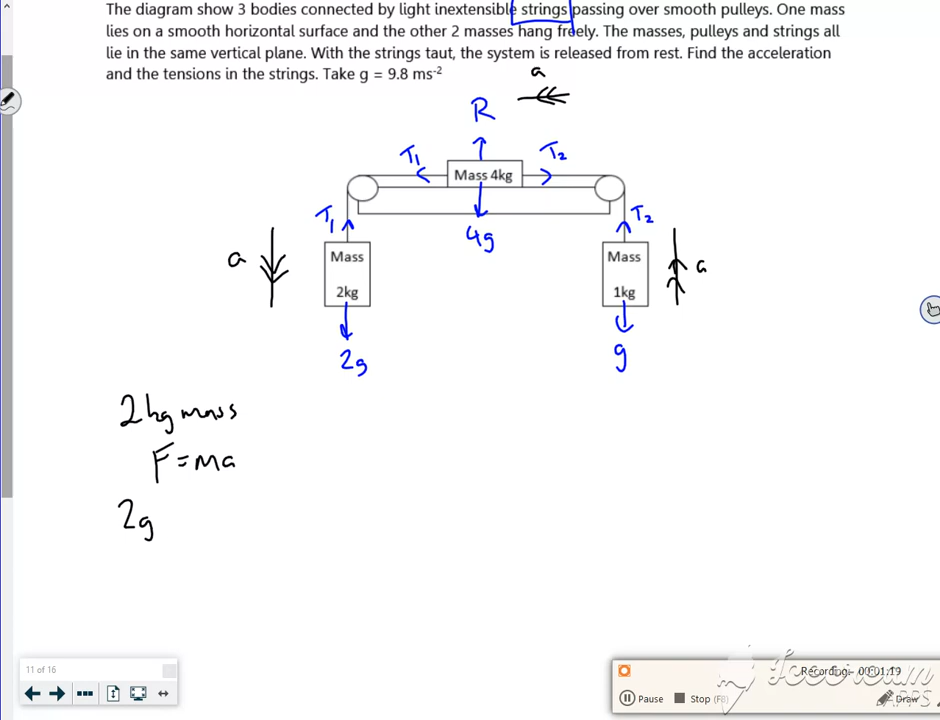 The diagram show 3 bodies connected by light inextensible strings passing over smooth pulleys. One mass
lies on a smooth horizontal surface and the other 2 masses hang freely. The masses, pulleys and strings all
lie in the same vertical plane. With the strings taut, the system is released from rest. Find the acceleration
and the tensions in the strings. Take g = 9.8 ms-2
a
R
T1
T2
Mass 4kg
T1
T2
4g
a
Mass
2kg
Mass
1kg
a
2g
g
2kg mass
F=ma
2g
11 of 16
Recording:- 00:01:19
Icecream
APPS
Pause
Stop (F8)
Draw